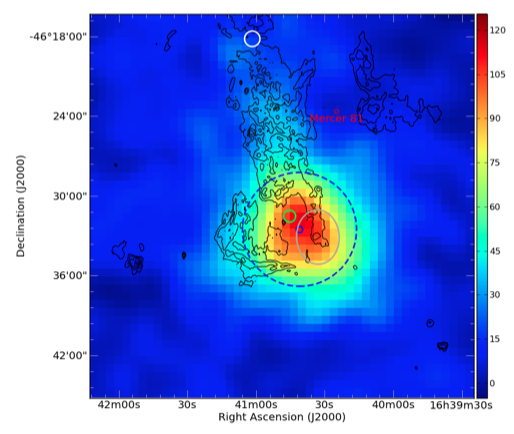 -46°18'00"
24'00"
30'00"
36'00"
42'00"
Declination (J2000)
Mercer 81
120
105
90
75
60
45
30
15
0
42m00s
30s
41m00s
30s
40m00s
16h39m30s
Right Ascension (J2000)